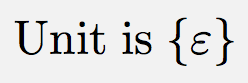 Unit is {ε}